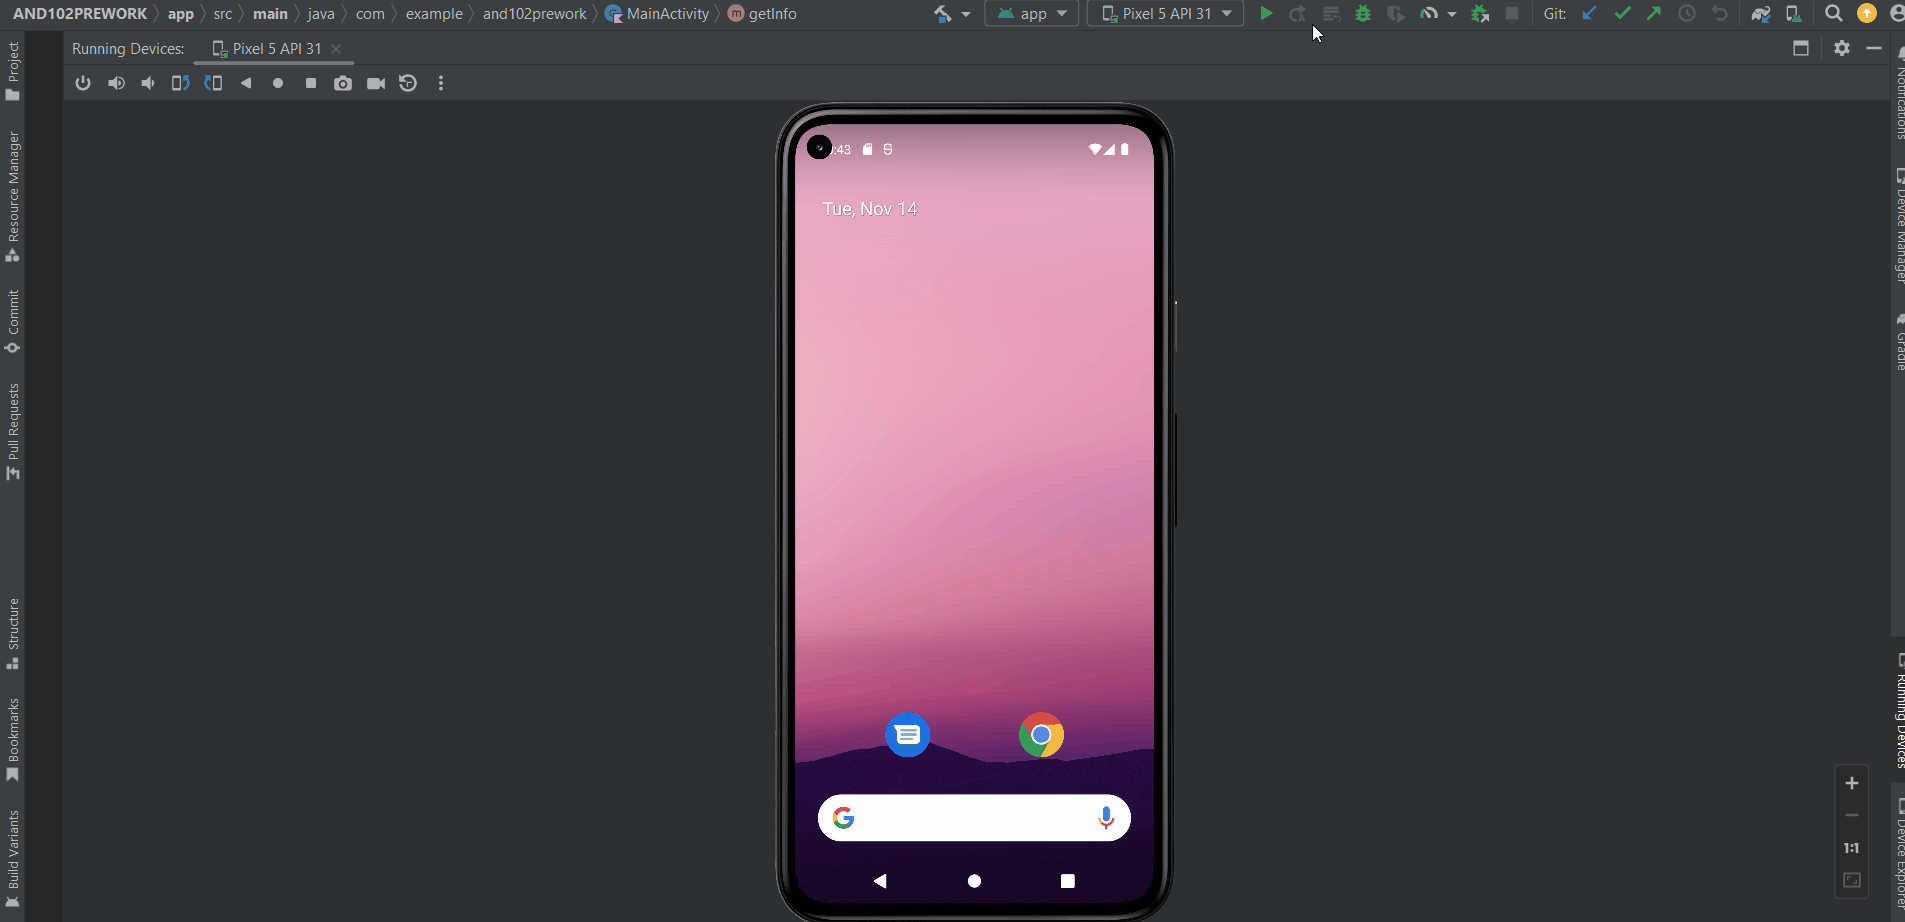 AND102PREWORK app src main java com example and102prework MainActivity m getInfo app Pixel 5 API 31 Git:
Running Devices: Pixel 5 API 31
Project
Resource Manager
Commit
Pull Requests
Structure
Bookmarks
Build Variants
:43
Tue, Nov 14
1:1
Notifications
Device Manager
Gradle
Running Devices
Device Explorer